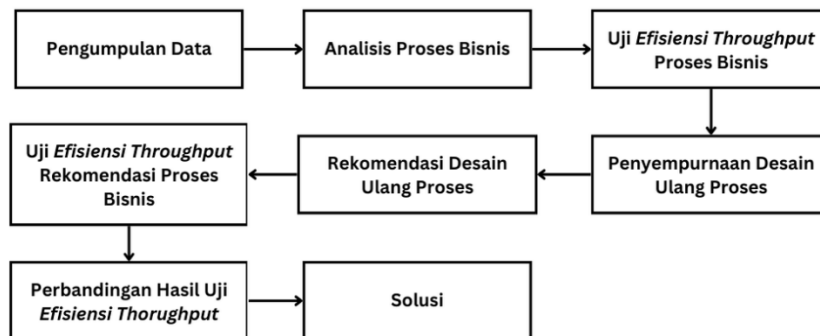 Pengumpulan Data
Analisis Proses Bisnis
Uji Efisiensi Throughput
Proses Bisnis
Penyempurnaan Desain
Ulang Proses
Rekomendasi Desain
Ulang Proses
Uji Efisiensi Throughput
Rekomendasi Proses
Bisnis
Perbandingan Hasil Uji
Efisiensi Thorughput
Solusi